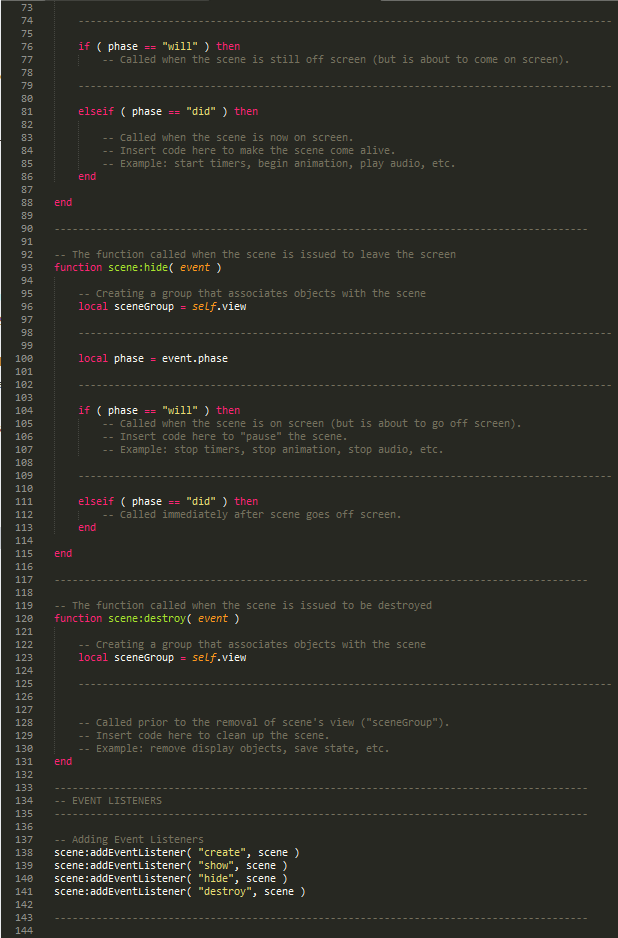 73
74 -----------------------------------------------------------------------------------------
75
76 if ( phase == "will" ) then
77 -- Called when the scene is still off screen (but is about to come on screen).
78
79 -----------------------------------------------------------------------------------------
80
81 elseif ( phase == "did" ) then
82
83 -- Called when the scene is now on screen.
84 -- Insert code here to make the scene come alive.
85 -- Example: start timers, begin animation, play audio, etc.
86 end
87
88 end
89
90 -----------------------------------------------------------------------------------------
91
92 -- The function called when the scene is issued to leave the screen
93 function scene:hide( event )
94
95 -- Creating a group that associates objects with the scene
96 local sceneGroup = self.view
97
98 -----------------------------------------------------------------------------------------
99
100 local phase = event.phase
101
102 -----------------------------------------------------------------------------------------
103
104 if ( phase == "will" ) then
105 -- Called when the scene is on screen (but is about to go off screen).
106 -- Insert code here to "pause" the scene.
107 -- Example: stop timers, stop animation, stop audio, etc.
108
109 -----------------------------------------------------------------------------------------
110
111 elseif ( phase == "did" ) then
112 -- Called immediately after scene goes off screen.
113 end
114
115 end
116
117 -----------------------------------------------------------------------------------------
118
119 -- The function called when the scene is issued to be destroyed
120 function scene:destroy( event )
121
122 -- Creating a group that associates objects with the scene
123 local sceneGroup = self.view
124
125 -----------------------------------------------------------------------------------------
126
127
128 -- Called prior to the removal of scene's view ("sceneGroup").
129 -- Insert code here to clean up the scene.
130 -- Example: remove display objects, save state, etc.
131 end
132
133 -----------------------------------------------------------------------------------------
134 -- EVENT LISTENERS
135 -----------------------------------------------------------------------------------------
136
137 -- Adding Event Listeners
138 scene:addEventListener( "create", scene )
139 scene:addEventListener( "show", scene )
140 scene:addEventListener( "hide", scene )
141 scene:addEventListener( "destroy", scene )
142
143 -----------------------------------------------------------------------------------------
144